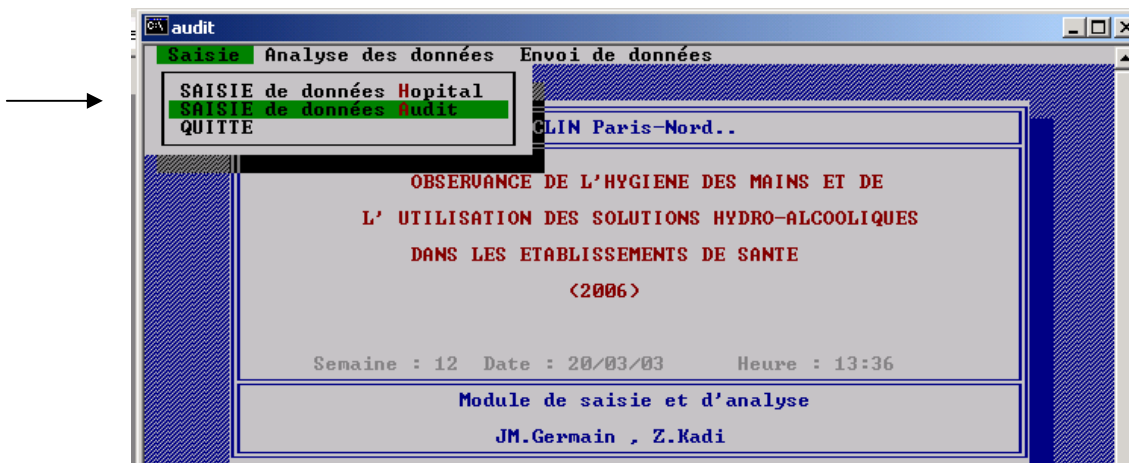 audit
Saisie Analyse des données Envoi de données
SAISIE de données Hopital
SAISIE de données Audit
QUITTE
CLIN Paris-Nord..
OBSERVANCE DE L'HYGIENE DES MAINS ET DE
L' UTILISATION DES SOLUTIONS HYDRO-ALCOOLIQUES
DANS LES ETABLISSEMENTS DE SANTE
(2006)
Semaine : 12 Date : 20/03/03 Heure : 13:36
Module de saisie et d'analyse
JM.Germain , Z.Kadi